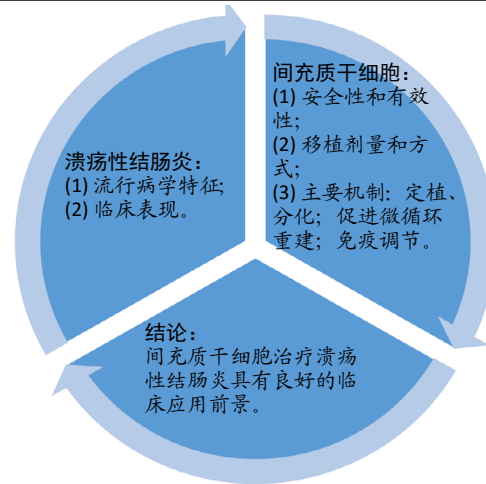 溃疡性结肠炎：
(1) 流行病学特征;
(2) 临床表现。
间充质干细胞：
(1) 安全性和有效
性;
(2) 移植剂量和方
式;
(3) 主要机制：定植、
分化；促进微循环
重建；免疫调节。
结论：
间充质干细胞治疗溃疡
性结肠炎具有良好的临
床应用前景。